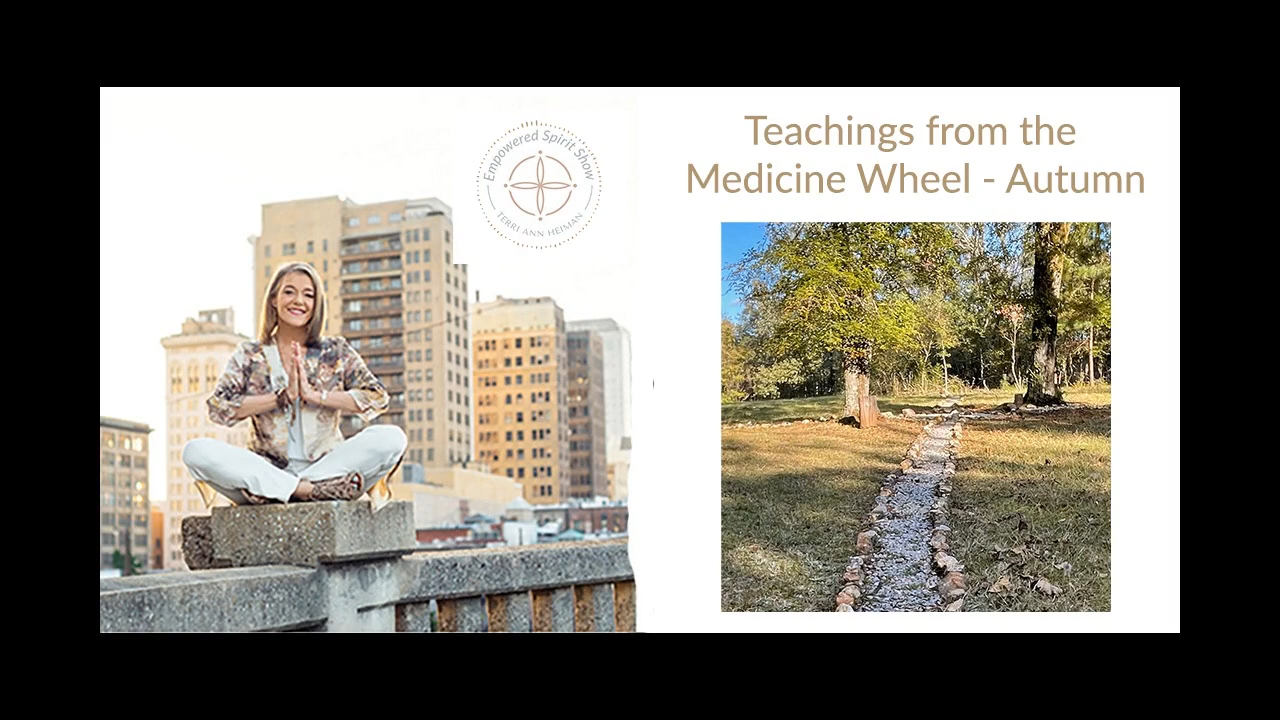 Empowered Spirit Show
TERRI ANN HEIMAN
Teachings from the
Medicine Wheel - Autumn